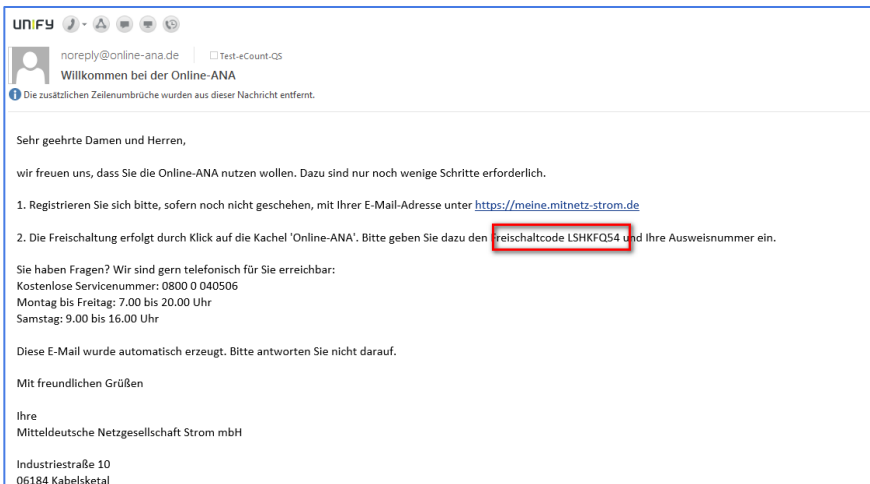 UNIFY
noreply@online-ana.de Test-eCount-QS
Willkommen bei der Online-ANA
Die zusätzlichen Zeilenumbrüche wurden aus dieser Nachricht entfernt.
Sehr geehrte Damen und Herren,
wir freuen uns, dass Sie die Online-ANA nutzen wollen. Dazu sind nur noch wenige Schritte erforderlich.
1. Registrieren Sie sich bitte, sofern noch nicht geschehen, mit Ihrer E-Mail-Adresse unter https://meine.mitnetz-strom.de
2. Die Freischaltung erfolgt durch Klick auf die Kachel 'Online-ANA'. Bitte geben Sie dazu den Freischaltcode LSHKFQ54 und Ihre Ausweisnummer ein.
Sie haben Fragen? Wir sind gern telefonisch für Sie erreichbar:
Kostenlose Servicenummer: 0800 0 040506
Montag bis Freitag: 7.00 bis 20.00 Uhr
Samstag: 9.00 bis 16.00 Uhr
Diese E-Mail wurde automatisch erzeugt. Bitte antworten Sie nicht darauf.
Mit freundlichen Grüßen
Ihre
Mitteldeutsche Netzgesellschaft Strom mbH
Industriestraße 10
06184 Kabelsketal